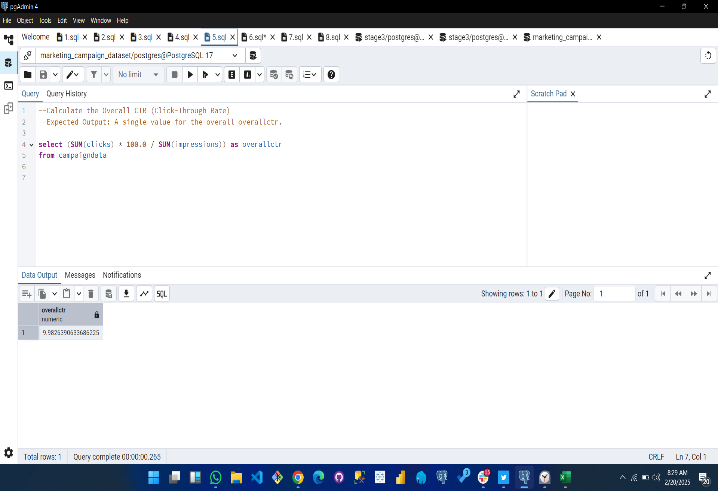 pgAdmin 4
File Object Tools Edit View Window Help
Welcome 1.sql X 2.sql X 3.sql X 4.sql X 5.sql X 6.sql* X 7.sql X 8.sql X stage3/postgres@... X stage3/postgres@... X marketing_campai... X
marketing_campaign_dataset/postgres@PostgreSQL 17
No limit
Query Query History Scratch Pad X
1 --Calculate the Overall CTR (Click-Through Rate)
2 Expected Output: A single value for the overall overallctr.
3
4 select (SUM(clicks) * 100.0 / SUM(impressions)) as overallctr
5 from campaigndata
6
7
Data Output Messages Notifications
SQL Showing rows: 1 to 1 Page No: 1 of 1
overallctr
numeric
1 9.9826390633686225
Total rows: 1 Query complete 00:00:00.265 CRLF Ln 7, Col 1
8:29 AM
2/20/2025
20